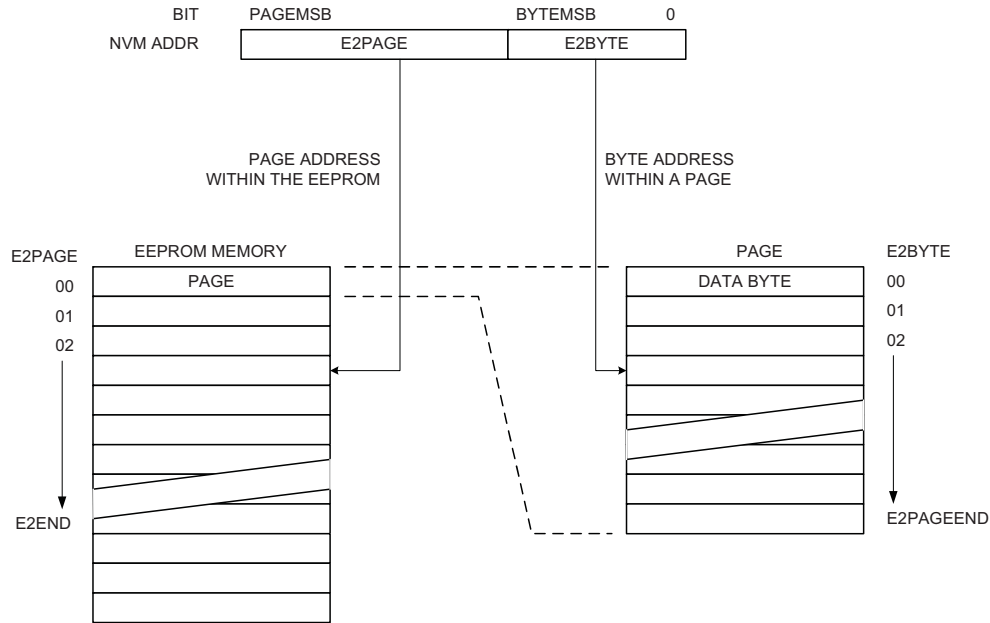 BIT PAGEMSB BYTEMSB 0
NVM ADDR E2PAGE E2BYTE
PAGE ADDRESS
WITHIN THE EEPROM
BYTE ADDRESS
WITHIN A PAGE
E2PAGE EEPROM MEMORY
00 PAGE
01
02
E2END
PAGE E2BYTE
DATA BYTE 00
01
02
E2PAGEEND